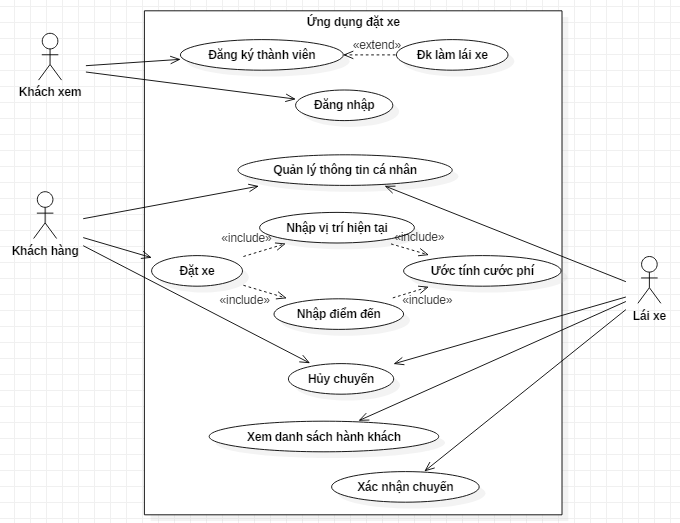 Ứng dụng đặt xe
Đăng ký thành viên
«extend»
Đk làm lái xe
Khách xem
Đăng nhập
Quản lý thông tin cá nhân
Khách hàng
Nhập vị trí hiện tại
«include»
«include»
Đặt xe
Ước tính cước phí
«include»
«include»
Nhập điểm đến
Lái xe
Hủy chuyến
Xem danh sách hành khách
Xác nhận chuyến